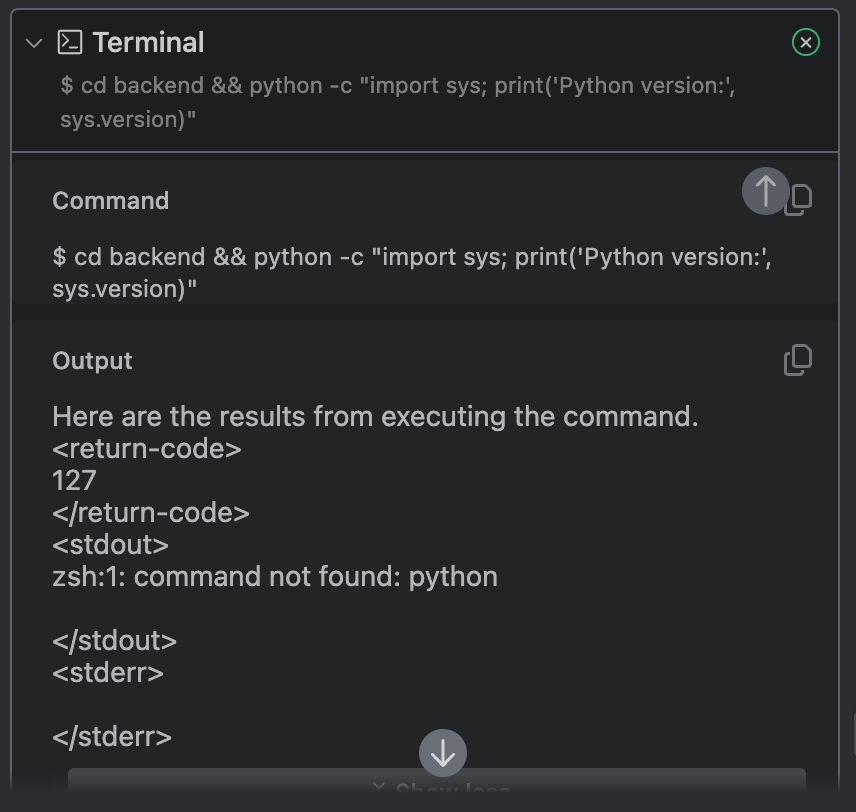 Terminal
$ cd backend && python -c "import sys; print('Python version:',
sys.version)"
Command
$ cd backend && python -c "import sys; print('Python version:',
sys.version)"
Output
Here are the results from executing the command.
<return-code>
127
</return-code>
<stdout>
zsh:1: command not found: python
</stdout>
<stderr>
</stderr>
Show less